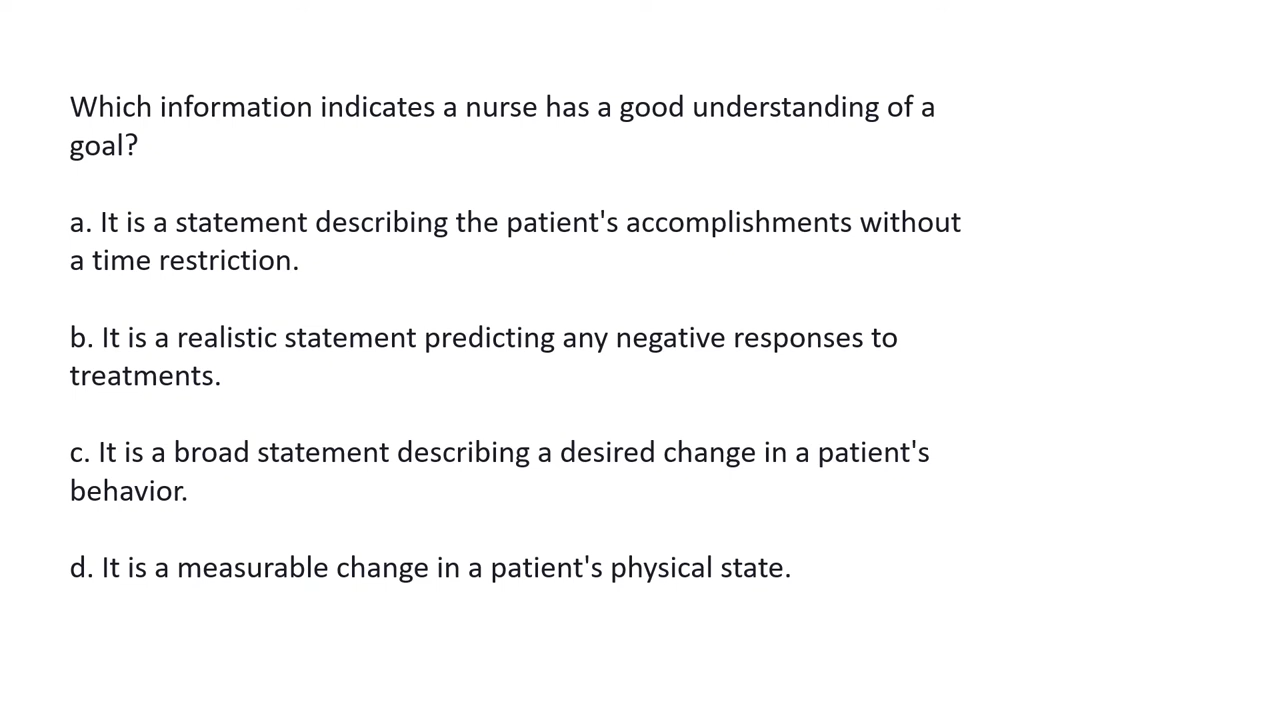 Which information indicates a nurse has a good understanding of a
goal?
a. It is a statement describing the patient's accomplishments without
a time restriction.
b. It is a realistic statement predicting any negative responses to
treatments.
c. It is a broad statement describing a desired change in a patient's
behavior.
d. It is a measurable change in a patient's physical state.